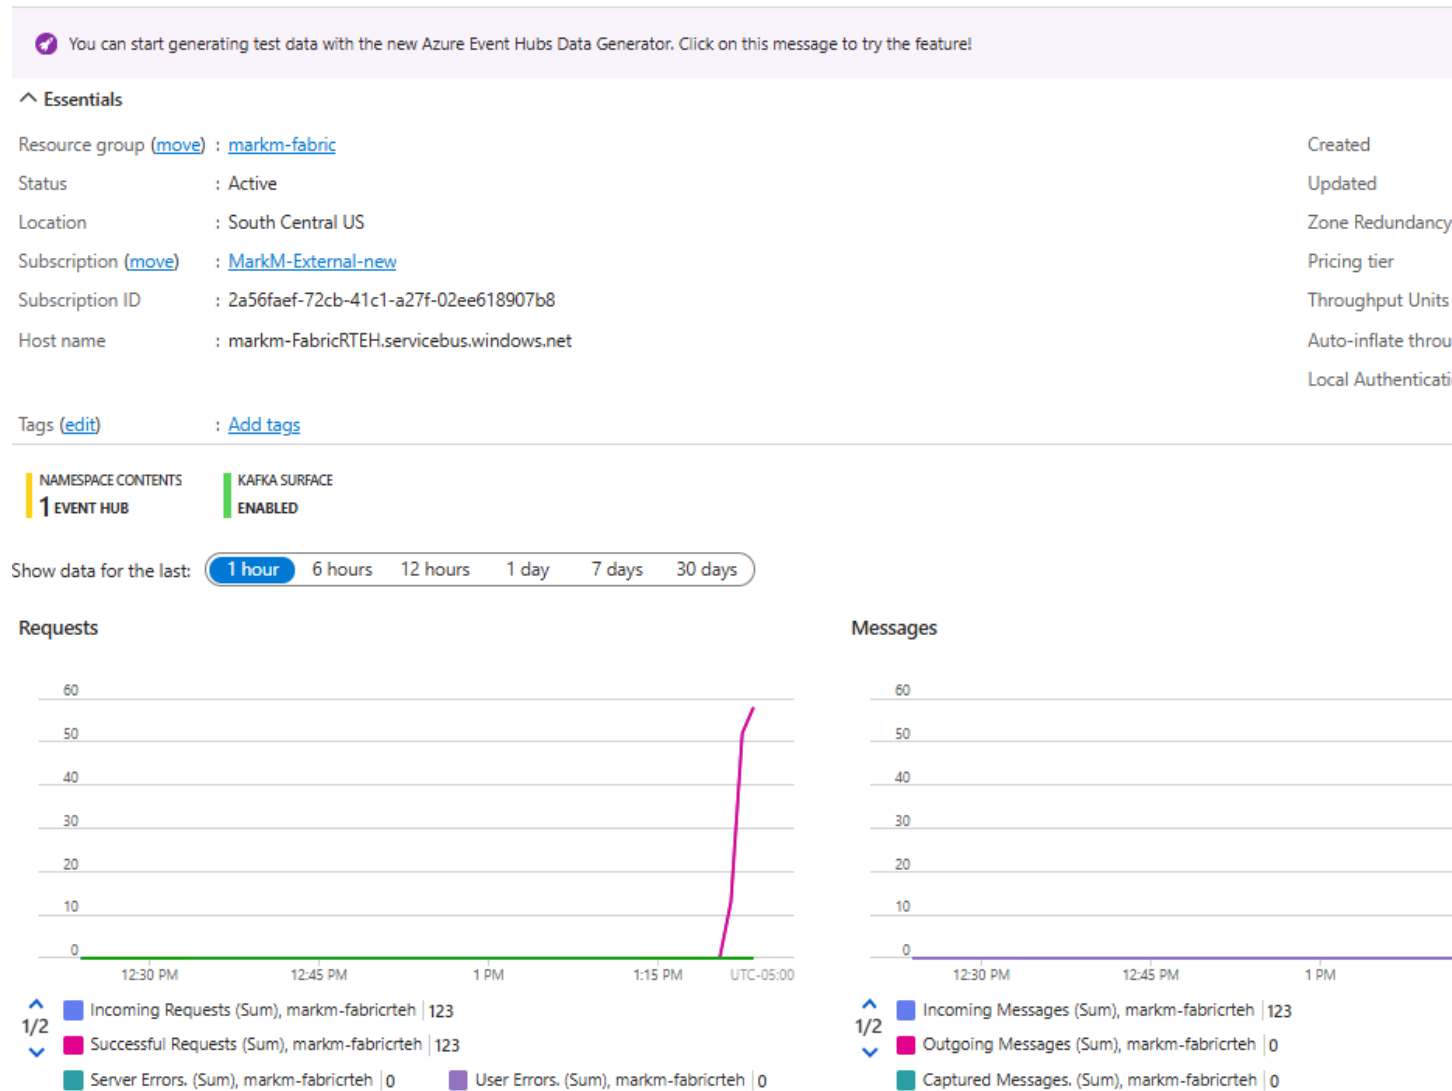 You can start generating test data with the new Azure Event Hubs Data Generator. Click on this message to try the feature!
Essentials
Resource group (move) : markm-fabric
Status : Active
Location : South Central US
Subscription (move) : MarkM-External-new
Subscription ID : 2a56faef-72cb-41c1-a27f-02ee618907b8
Host name : markm-FabricRTEH.servicebus.windows.net
Tags (edit) : Add tags
Created
Updated
Zone Redundancy
Pricing tier
Throughput Units
Auto-inflate throu
Local Authenticati
NAMESPACE CONTENTS
1 EVENT HUB
KAFKA SURFACE
ENABLED
Show data for the last: 1 hour 6 hours 12 hours 1 day 7 days 30 days
Requests
60
50
40
30
20
10
0
12:30 PM 12:45 PM 1 PM 1:15 PM UTC-05:00
1/2
Incoming Requests (Sum), markm-fabricrteh 123
Successful Requests (Sum), markm-fabricrteh 123
Server Errors. (Sum), markm-fabricrteh 0 User Errors. (Sum), markm-fabricrteh 0
Messages
60
50
40
30
20
10
0
12:30 PM 12:45 PM 1 PM
1/2
Incoming Messages (Sum), markm-fabricrteh 123
Outgoing Messages (Sum), markm-fabricrteh 0
Captured Messages. (Sum), markm-fabricrteh 0